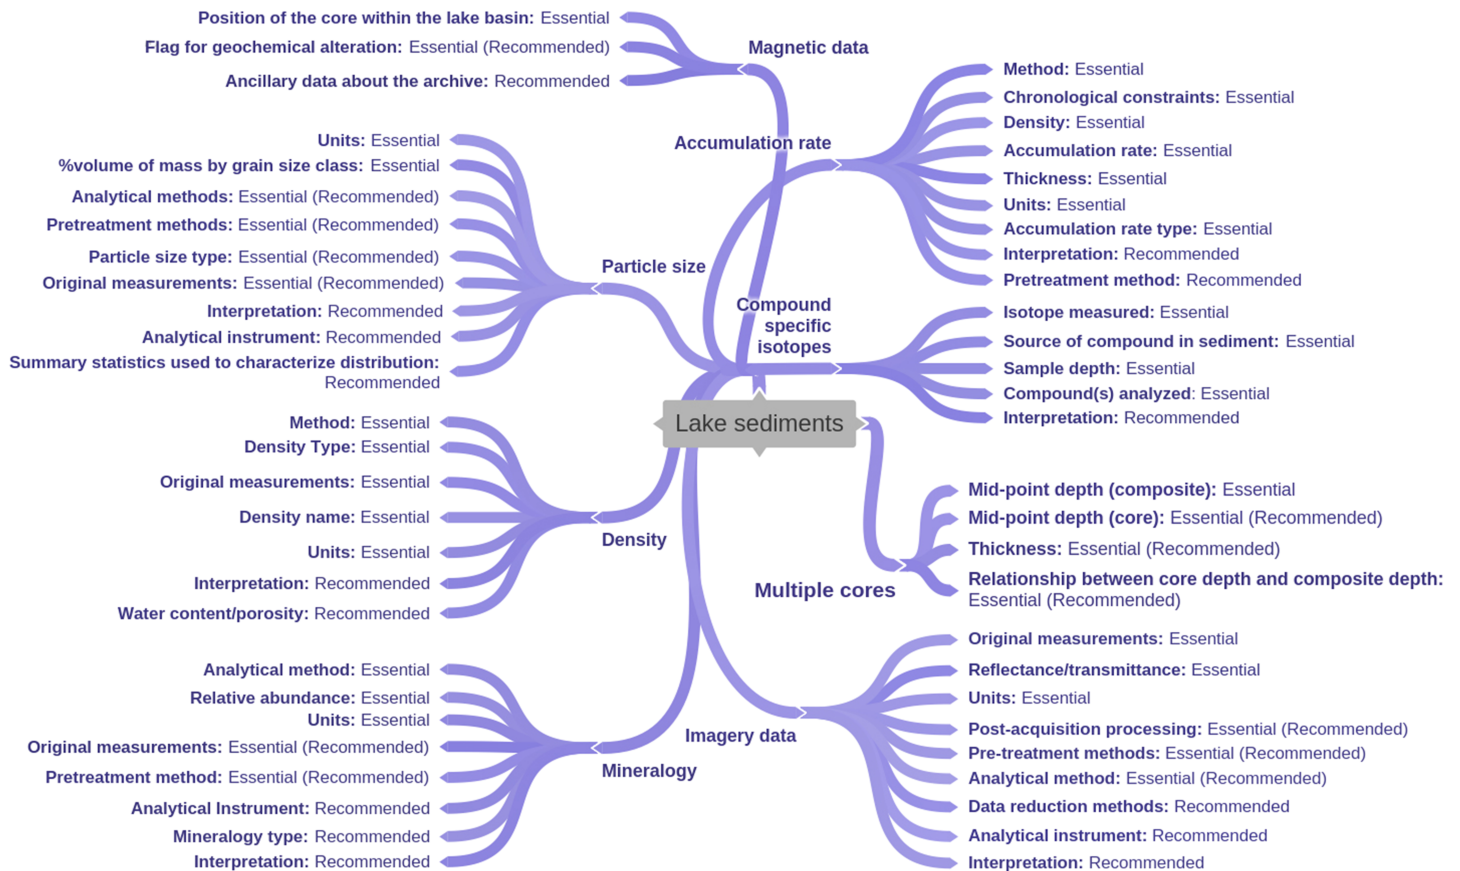 Position of the core within the lake basin: Essential
Flag for geochemical alteration: Essential (Recommended)
Ancillary data about the archive: Recommended
Magnetic data
Units: Essential
%volume of mass by grain size class: Essential
Analytical methods: Essential (Recommended)
Pretreatment methods: Essential (Recommended)
Particle size type: Essential (Recommended)
Original measurements: Essential (Recommended)
Interpretation: Recommended
Analytical instrument: Recommended
Summary statistics used to characterize distribution:
Recommended
Particle size
Method: Essential
Density Type: Essential
Original measurements: Essential
Density name: Essential
Units: Essential
Interpretation: Recommended
Water content/porosity: Recommended
Density
Analytical method: Essential
Relative abundance: Essential
Units: Essential
Original measurements: Essential (Recommended)
Pretreatment method: Essential (Recommended)
Analytical Instrument: Recommended
Mineralogy type: Recommended
Interpretation: Recommended
Mineralogy
Lake sediments
Accumulation rate
Method: Essential
Chronological constraints: Essential
Density: Essential
Accumulation rate: Essential
Thickness: Essential
Units: Essential
Accumulation rate type: Essential
Interpretation: Recommended
Pretreatment method: Recommended
Compound
specific
isotopes
Isotope measured: Essential
Source of compound in sediment: Essential
Sample depth: Essential
Compound(s) analyzed: Essential
Interpretation: Recommended
Multiple cores
Mid-point depth (composite): Essential
Mid-point depth (core): Essential (Recommended)
Thickness: Essential (Recommended)
Relationship between core depth and composite depth:
Essential (Recommended)
Imagery data
Original measurements: Essential
Reflectance/transmittance: Essential
Units: Essential
Post-acquisition processing: Essential (Recommended)
Pre-treatment methods: Essential (Recommended)
Analytical method: Essential (Recommended)
Data reduction methods: Recommended
Analytical instrument: Recommended
Interpretation: Recommended